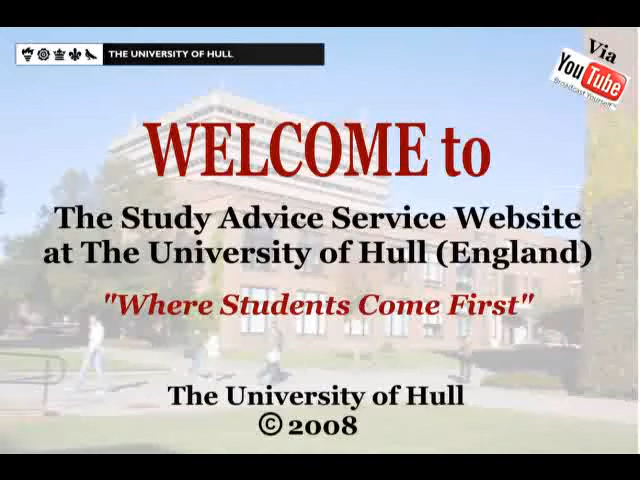 THE UNIVERSITY OF HULL
Via
YouTube
Broadcast Yourself™
WELCOME to
The Study Advice Service Website
at The University of Hull (England)
"Where Students Come First"
The University of Hull
© 2008